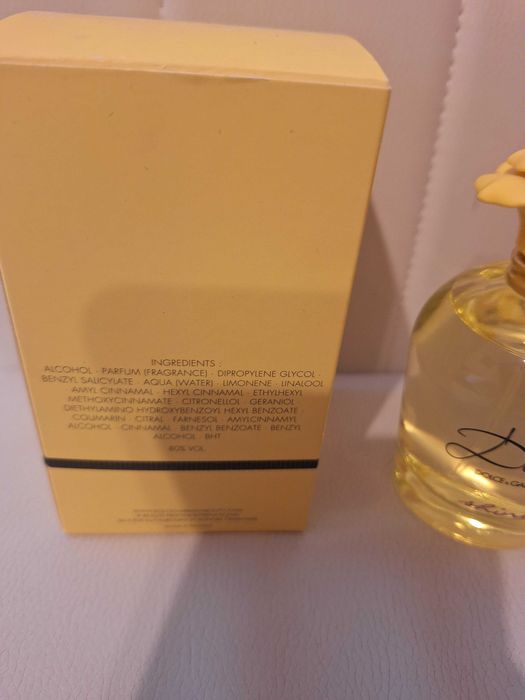 INGREDIENTS :
ALCOHOL · PARFUM (FRAGRANCE) · DIPROPYLENE GLYCOL ·
BENZYL SALICYLATE · AQUA (WATER) · LIMONENE · LINALOOL
AMYL CINNAMAL · HEXYL CINNAMAL · ETHYLHEXYL
METHOXYCINNAMATE · CITRONELLOL · GERANIOL
DIETHYLAMINO HYDROXYBENZOYL HEXYL BENZOATE
COUMARIN · CITRAL · FARNESOL · AMYLCINNAMYL
ALCOHOL · CINNAMAL · BENZYL BENZOATE · BENZYL
ALCOHOL · BHT
80% VOL.
D
DOLCE&GA
shin